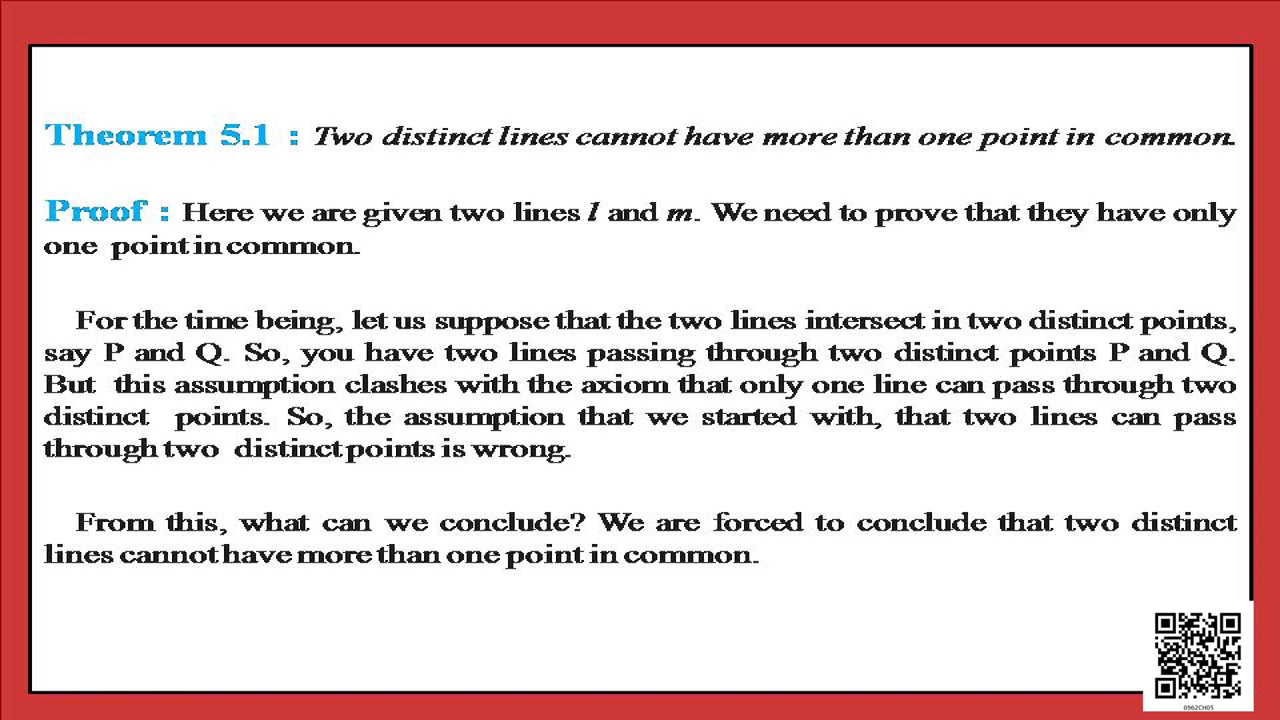 Theorem 5.1 : Two distinct lines cannot have more than one point in common.
Proof : Here we are given two lines l and m. We need to prove that they have only
one point in common.
For the time being, let us suppose that the two lines intersect in two distinct points,
say P and Q. So, you have two lines passing through two distinct points P and Q.
But this assumption clashes with the axiom that only one line can pass through two
distinct points. So, the assumption that we started with, that two lines can pass
through two distinct points is wrong.
From this, what can we conclude? We are forced to conclude that two distinct
lines cannot have more than one point in common.
0962CH05